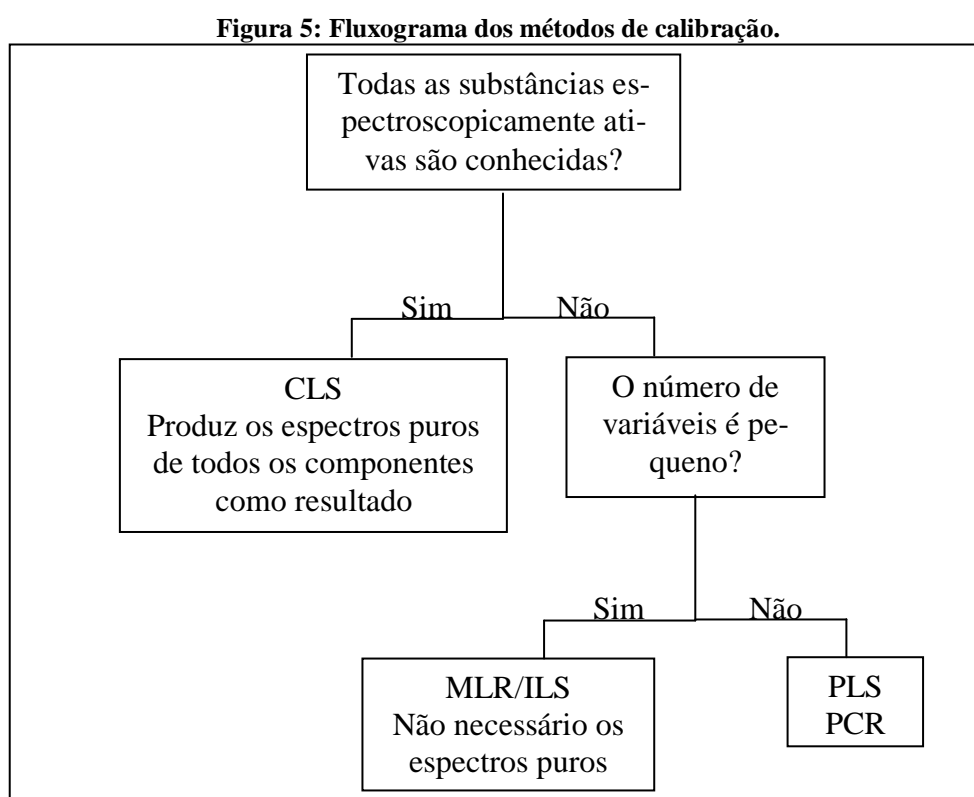 Figura 5: Fluxograma dos métodos de calibração.
Todas as substâncias es-
pectroscopicamente ati-
vas são conhecidas?
Sim
Não
CLS
Produz os espectros puros
de todos os componentes
como resultado
O número de
variáveis é pe-
queno?
Sim
Não
MLR/ILS
Não necessário os
espectros puros
PLS
PCR